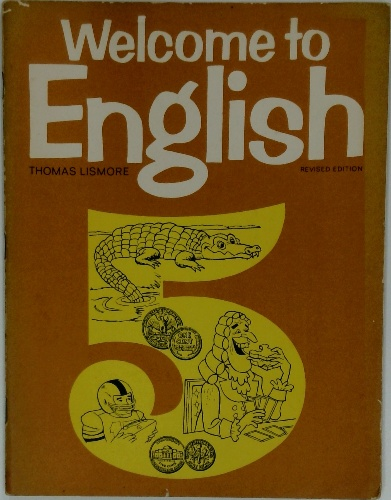 Welcome to
English
THOMAS LISMORE
REVISED EDITION
5